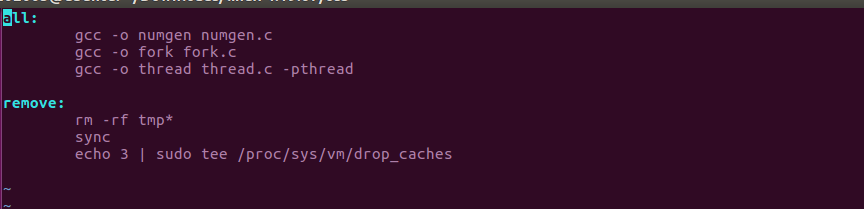 all:
gcc -o numgen numgen.c
gcc -o fork fork.c
gcc -o thread thread.c -pthread
remove:
rm -rf tmp*
sync
echo 3 | sudo tee /proc/sys/vm/drop_caches
~
~